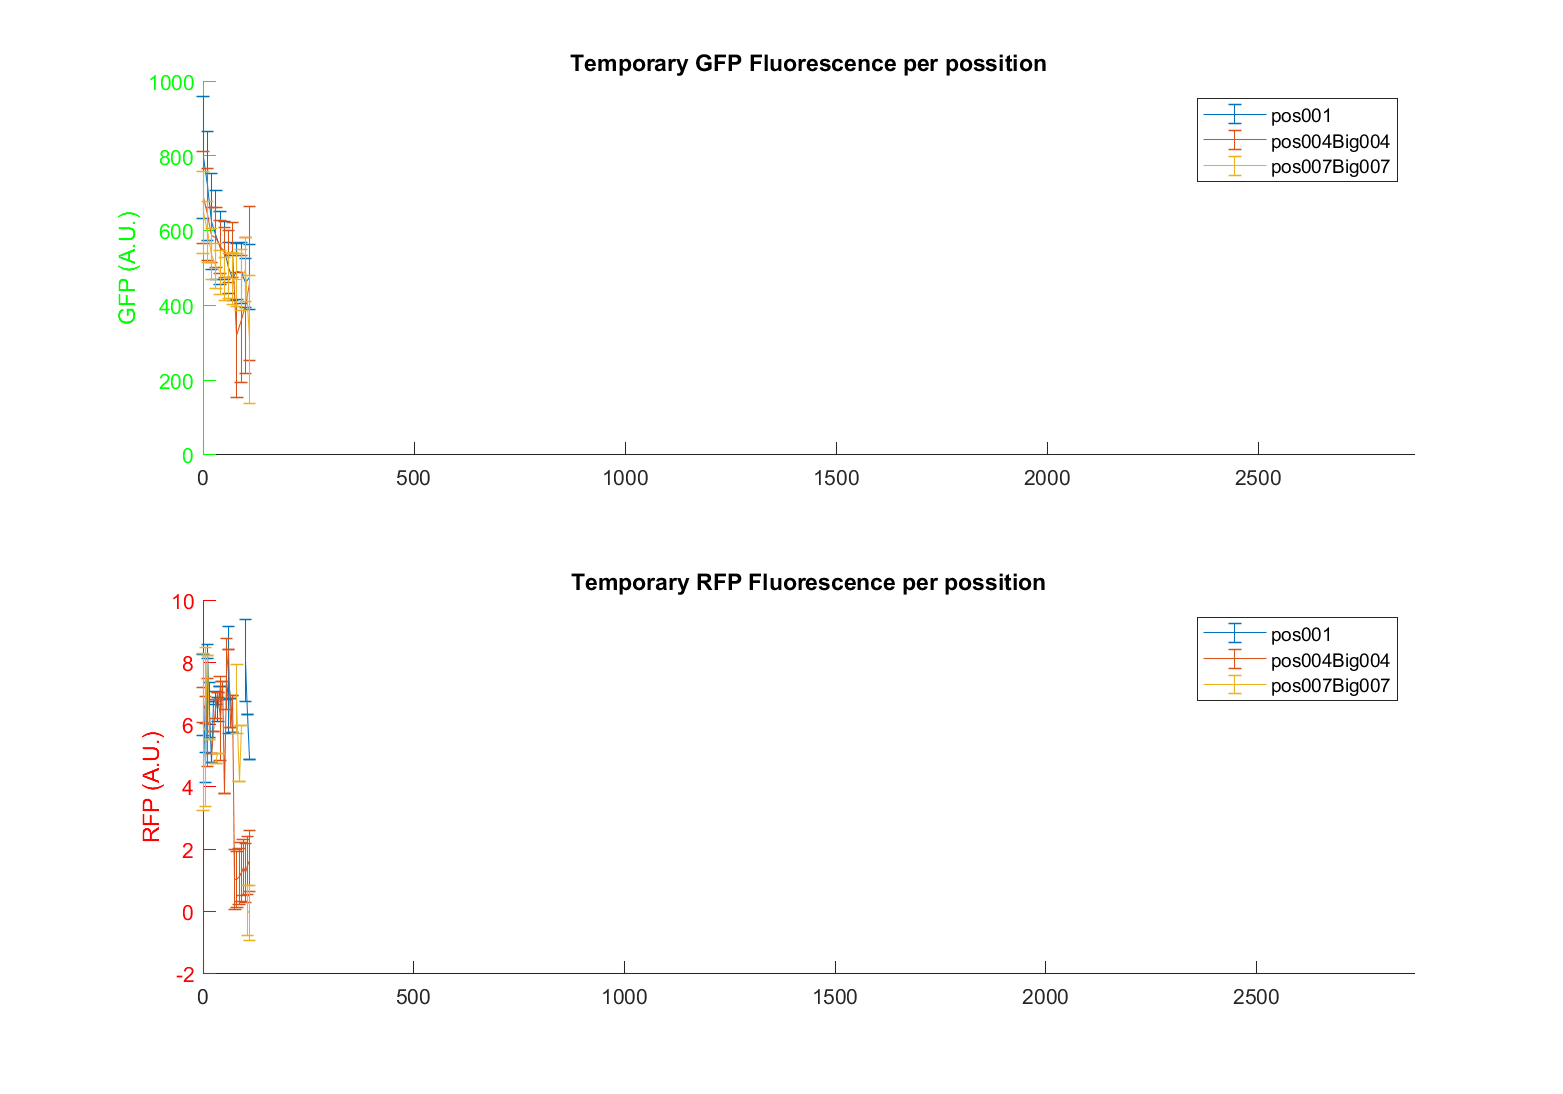 Temporary GFP Fluorescence per possition
GFP (A.U.)
1000
800
600
400
200
0
0 500 1000 1500 2000 2500
pos001
pos004Big004
pos007Big007
Temporary RFP Fluorescence per possition
RFP (A.U.)
10
8
6
4
2
0
-2
0 500 1000 1500 2000 2500
pos001
pos004Big004
pos007Big007